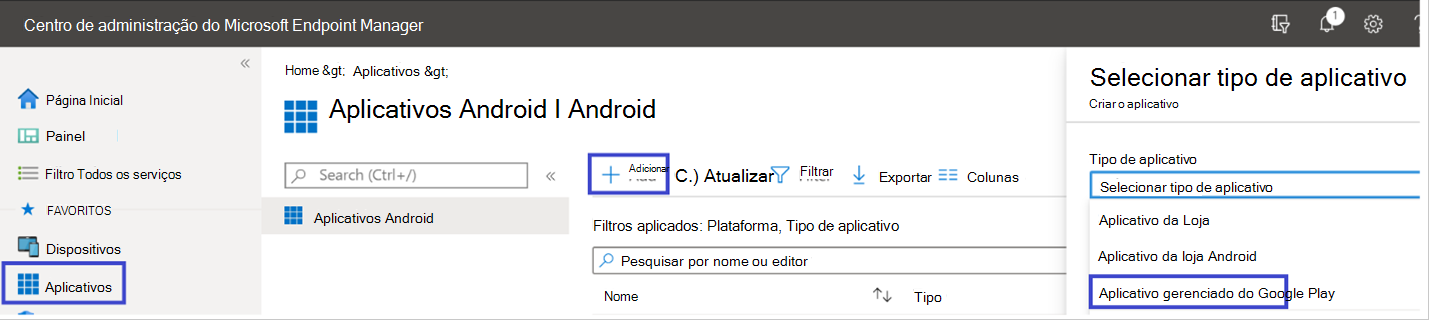 Centro de administração do Microsoft Endpoint Manager
1
Home &gt; Aplicativos &gt;
Aplicativos Android I Android
Página Inicial
Painel
Filtro Todos os serviços
FAVORITOS
Dispositivos
Aplicativos
Search (Ctrl+/)
Aplicativos Android
Adicionar C.) Atualizar Filtrar Exportar Colunas
Filtros aplicados: Plataforma, Tipo de aplicativo
Pesquisar por nome ou editor
Nome Tipo
Selecionar tipo de aplicativo
Criar o aplicativo
Tipo de aplicativo
Selecionar tipo de aplicativo
Aplicativo da Loja
Aplicativo da loja Android
Aplicativo gerenciado do Google Play